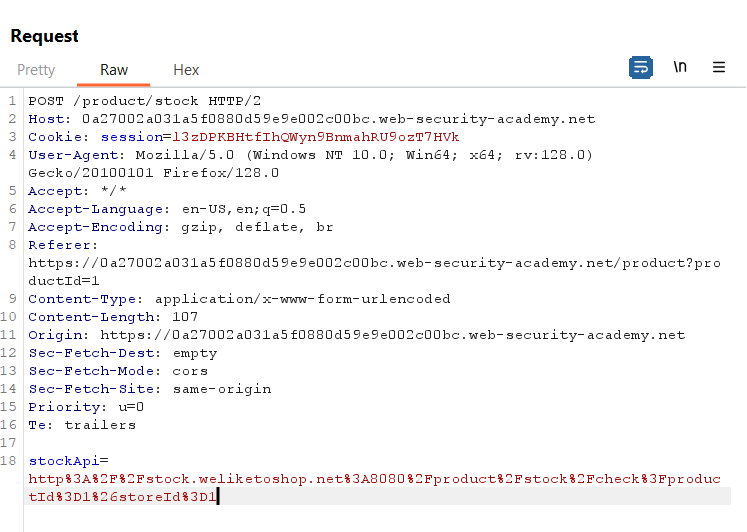 Request
Pretty Raw Hex \n
1 POST /product/stock HTTP/2
2 Host: 0a27002a031a5f0880d59e9e002c00bc.web-security-academy.net
3 Cookie: session=l3zDPKBHtfIhQWyn9BnmahRU9ozT7HVk
4 User-Agent: Mozilla/5.0 (Windows NT 10.0; Win64; x64; rv:128.0)
Gecko/20100101 Firefox/128.0
5 Accept: */*
6 Accept-Language: en-US,en;q=0.5
7 Accept-Encoding: gzip, deflate, br
8 Referer:
https://0a27002a031a5f0880d59e9e002c00bc.web-security-academy.net/product?pro
ductId=1
9 Content-Type: application/x-www-form-urlencoded
10 Content-Length: 107
11 Origin: https://0a27002a031a5f0880d59e9e002c00bc.web-security-academy.net
12 Sec-Fetch-Dest: empty
13 Sec-Fetch-Mode: cors
14 Sec-Fetch-Site: same-origin
15 Priority: u=0
16 Te: trailers
17
18 stockApi=
http%3A%2F%2Fstock.weliketoshop.net%3A8080%2Fproduct%2Fstock%2Fcheck%3Fproduc
tId%3D1%26storeId%3D1